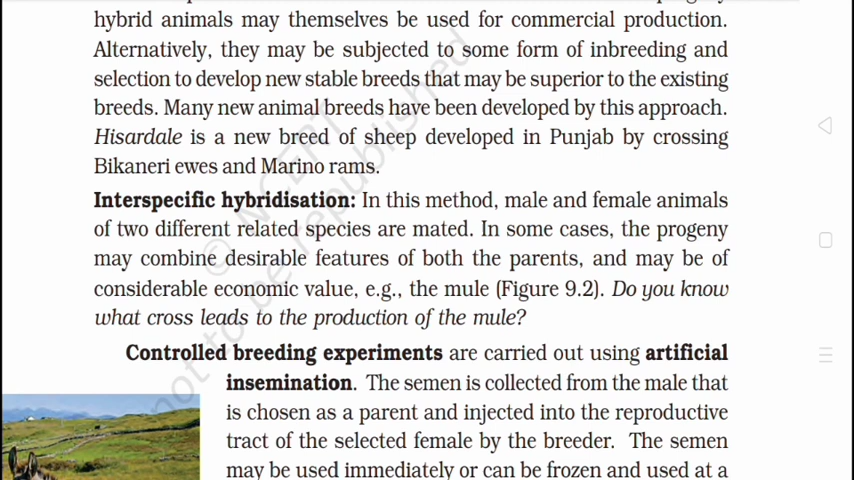 hybrid animals may themselves be used for commercial production.
Alternatively, they may be subjected to some form of inbreeding and
selection to develop new stable breeds that may be superior to the existing
breeds. Many new animal breeds have been developed by this approach.
Hisardale is a new breed of sheep developed in Punjab by crossing
Bikaneri ewes and Marino rams.
Interspecific hybridisation: In this method, male and female animals
of two different related species are mated. In some cases, the progeny
may combine desirable features of both the parents, and may be of
considerable economic value, e.g., the mule (Figure 9.2). Do you know
what cross leads to the production of the mule?
Controlled breeding experiments are carried out using artificial
insemination. The semen is collected from the male that
is chosen as a parent and injected into the reproductive
tract of the selected female by the breeder. The semen
may be used immediately or can be frozen and used at a
© NCERT
not to be republished